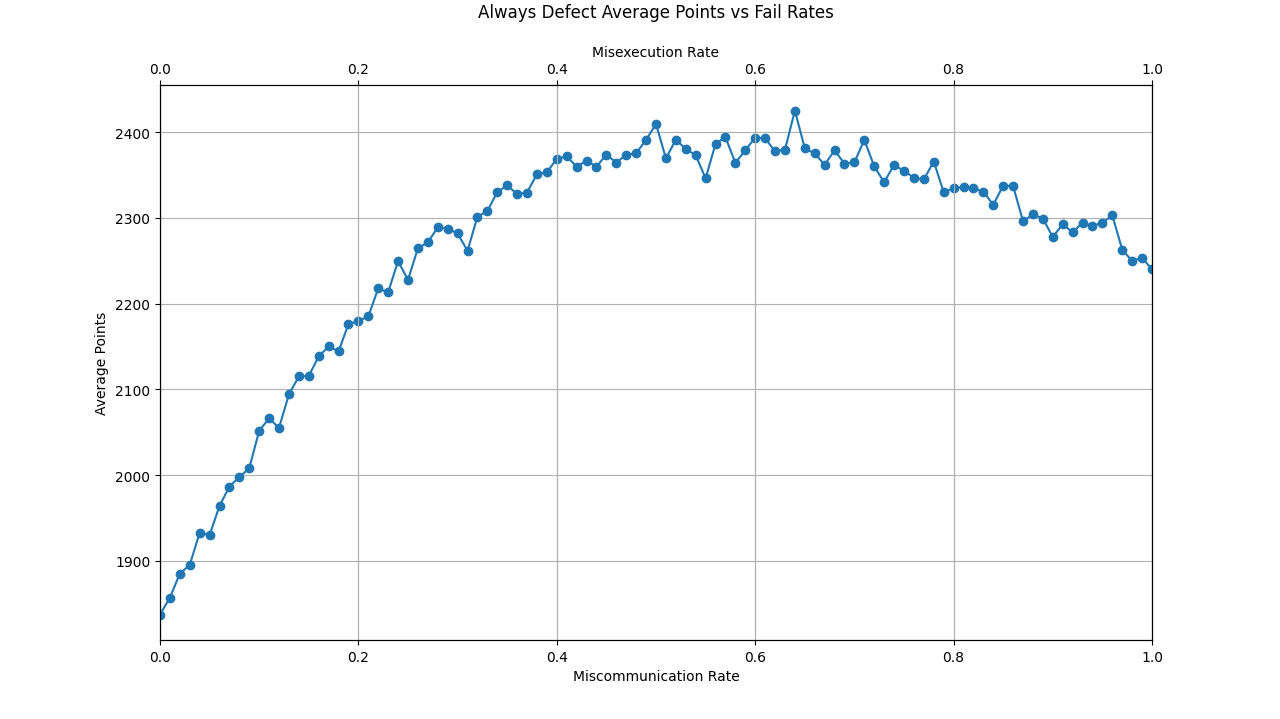 Always Defect Average Points vs Fail Rates
Misexecution Rate
0.0 0.2 0.4 0.6 0.8 1.0
2400
2300
2200
2100
2000
1900
Average Points
0.0 0.2 0.4 0.6 0.8 1.0
Miscommunication Rate